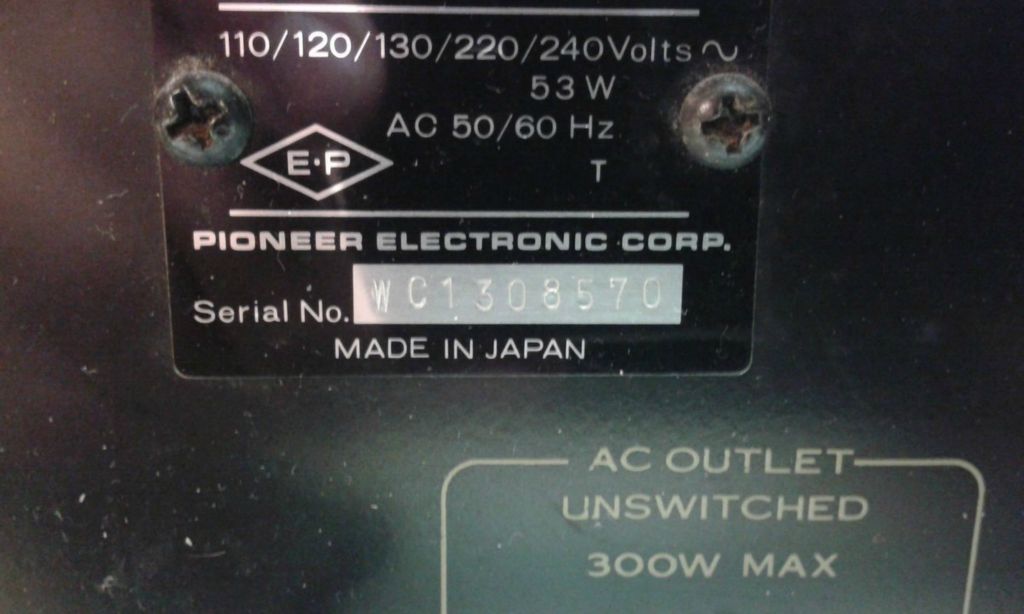 110/120/130/220/240Volts ~
53 W
AC 50/60 Hz
E·P
T
PIONEER ELECTRONIC CORP.
Serial No. WC1308570
MADE IN JAPAN
AC OUTLET
UNSWITCHED
300W MAX